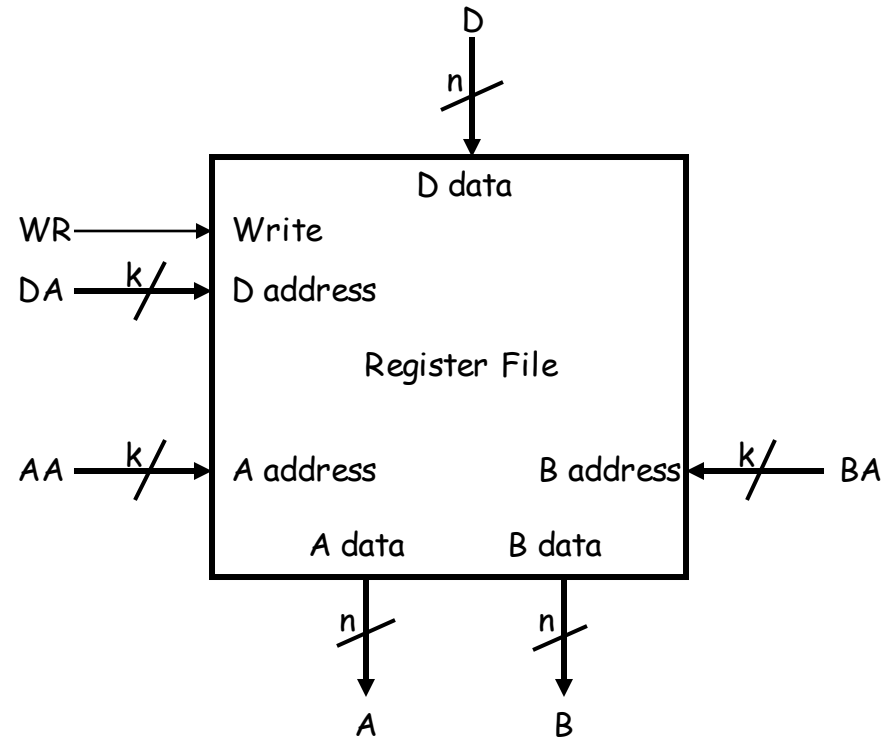 D
n
D data
WR
Write
DA
k
D address
Register File
AA
k
A address
B address
k
BA
A data
B data
n
n
A
B